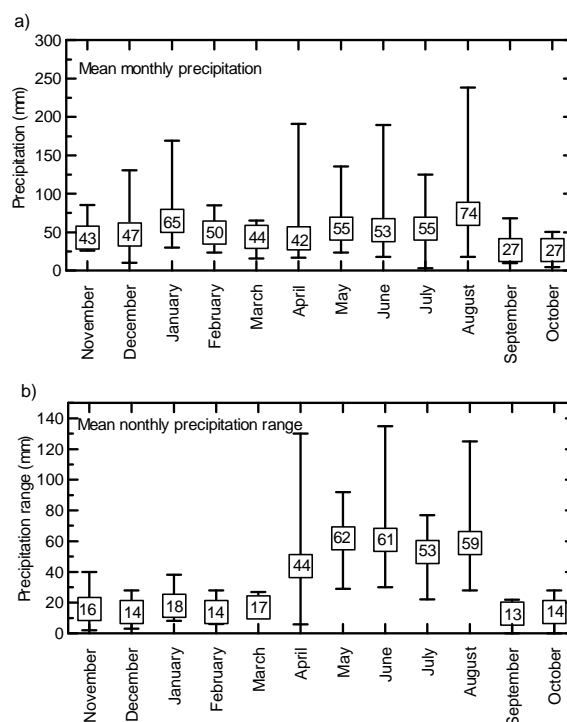 a)
300
250
200
150
100
50
0
Precipitation (mm)
Mean monthly precipitation
43
47
65
50
44
42
55
53
55
74
27
27
November
December
January
February
March
April
May
June
July
August
September
October
b)
140
120
100
80
60
40
20
0
Precipitation range (mm)
Mean nonthly precipitation range
16
14
18
14
17
44
62
61
53
59
13
14
November
December
January
February
March
April
May
June
July
August
September
October